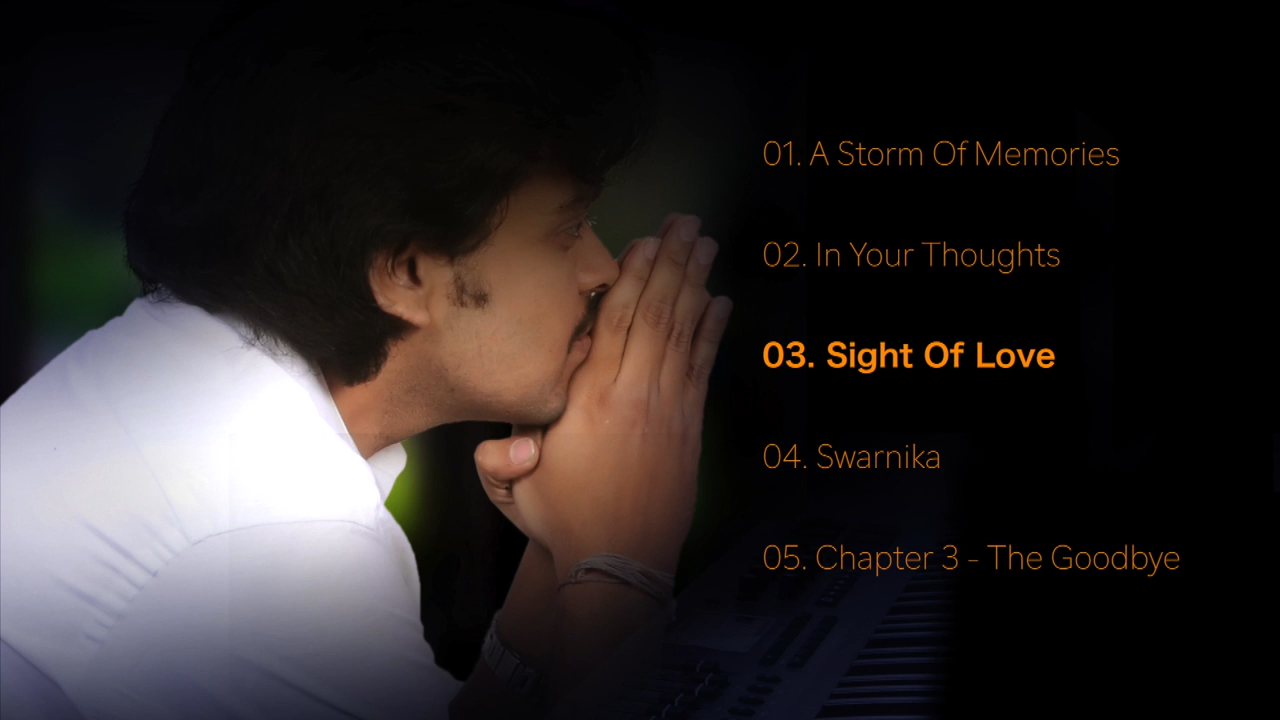 01. A Storm Of Memories
02. In Your Thoughts
03. Sight Of Love
04. Swarnika
05. Chapter 3 - The Goodbye